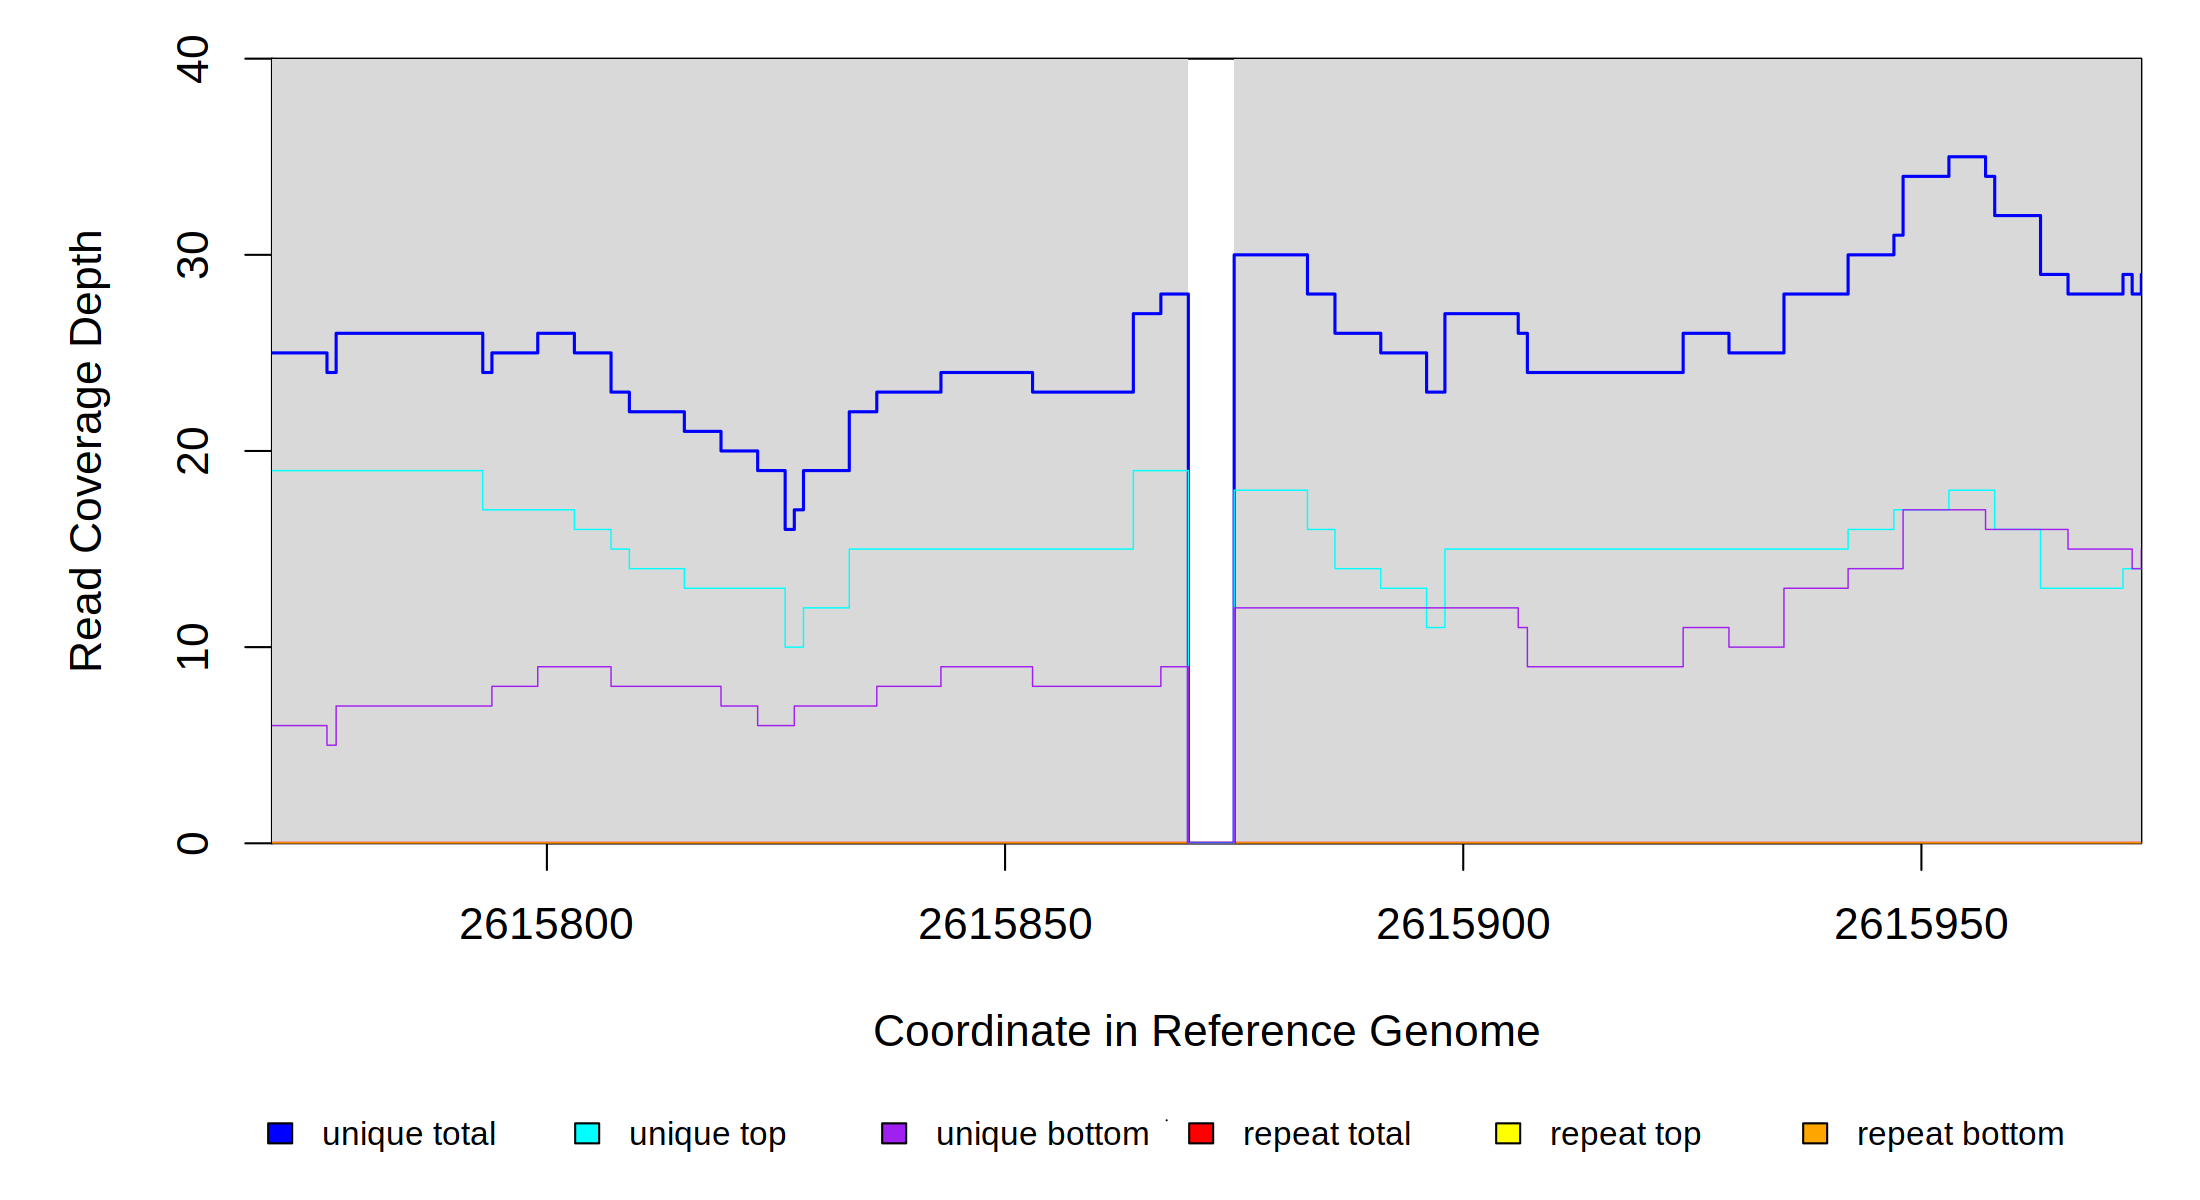 Read Coverage Depth
40
30
20
10
0
2615800 2615850 2615900 2615950
Coordinate in Reference Genome
unique total unique top unique bottom repeat total repeat top repeat bottom